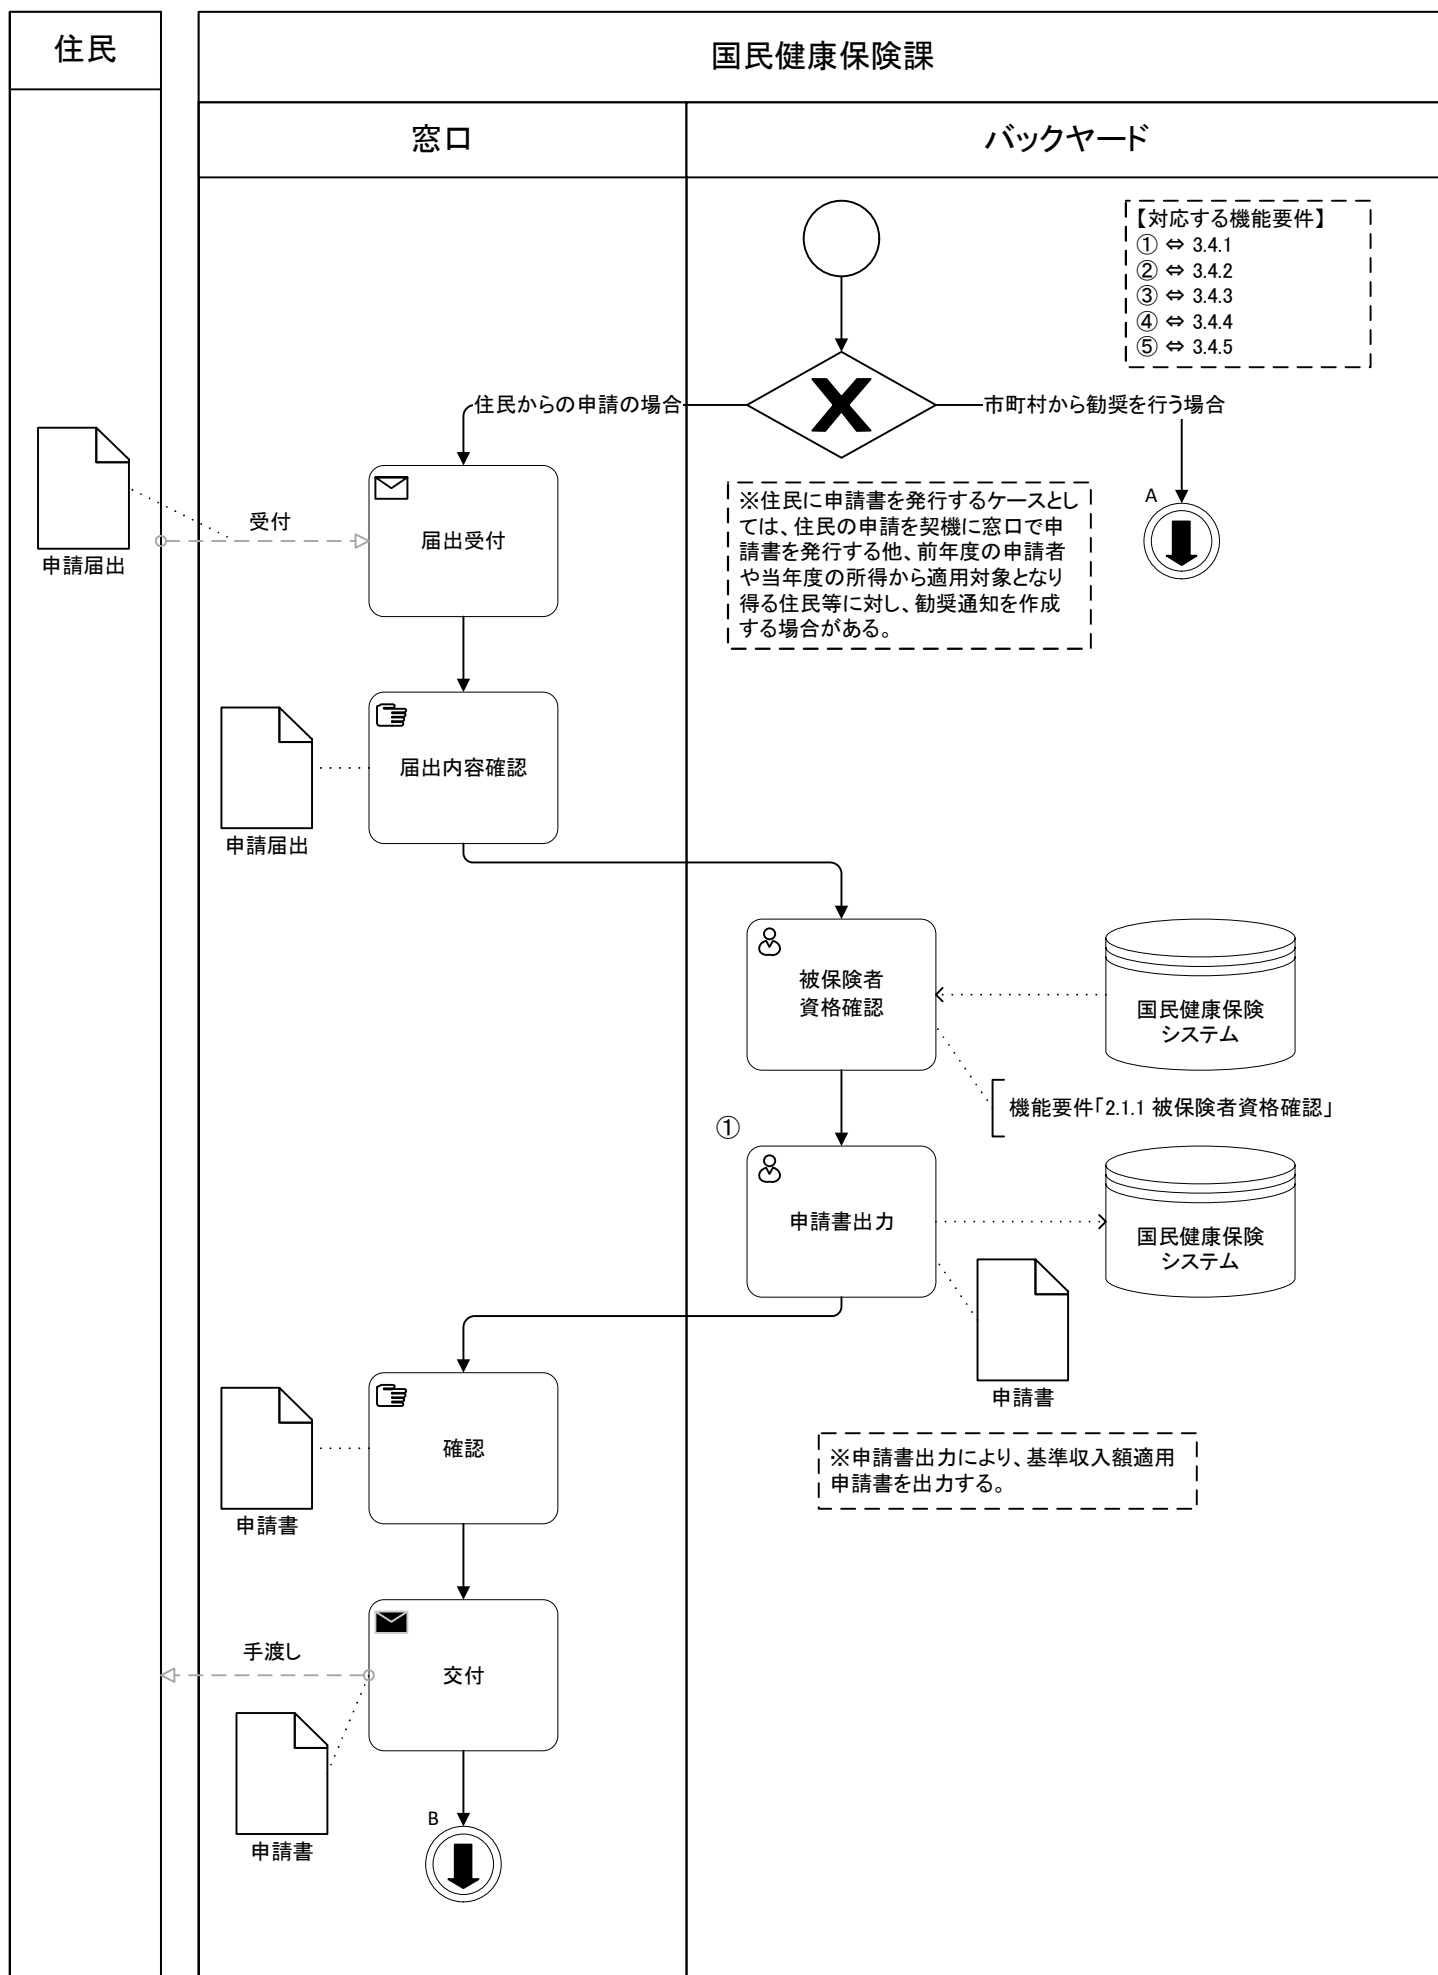 住民
国民健康保険課
窓口
バックヤード
【対応する機能要件】
① ⇔ 3.4.1
② ⇔ 3.4.2
③ ⇔ 3.4.3
④ ⇔ 3.4.4
⑤ ⇔ 3.4.5
住民からの申請の場合
市町村から勧奨を行う場合
A
※住民に申請書を発行するケースとし
ては、住民の申請を契機に窓口で申
請書を発行する他、前年度の申請者
や当年度の所得から適用対象となり
得る住民等に対し、勧奨通知を作成
する場合がある。
申請届出
受付
届出受付
届出内容確認
申請届出
被保険者
資格確認
国民健康保険
システム
機能要件「2.1.1 被保険者資格確認」
①
申請書出力
国民健康保険
システム
申請書
※申請書出力により、基準収入額適用
申請書を出力する。
確認
申請書
手渡し
交付
申請書
B